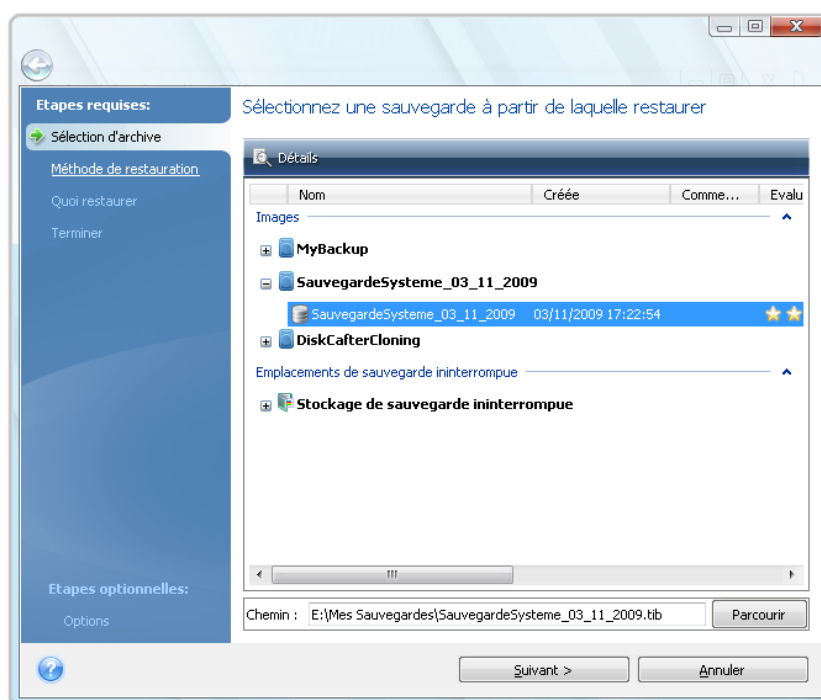 Etapes requises:
Sélection d'archive
Méthode de restauration
Quoi restaurer
Terminer
Etapes optionnelles:
Options
Sélectionnez une sauvegarde à partir de laquelle restaurer
Détails
Nom Créée Comme... Evalu
Images
MyBackup
SauvegardeSysteme_03_11_2009
SauvegardeSysteme_03_11_2009 03/11/2009 17:22:54
DiskCafterCloning
Emplacements de sauvegarde ininterrompue
Stockage de sauvegarde ininterrompue
Chemin : E:\Mes Sauvegardes\SauvegardeSysteme_03_11_2009.tib Parcourir
Suivant > Annuler